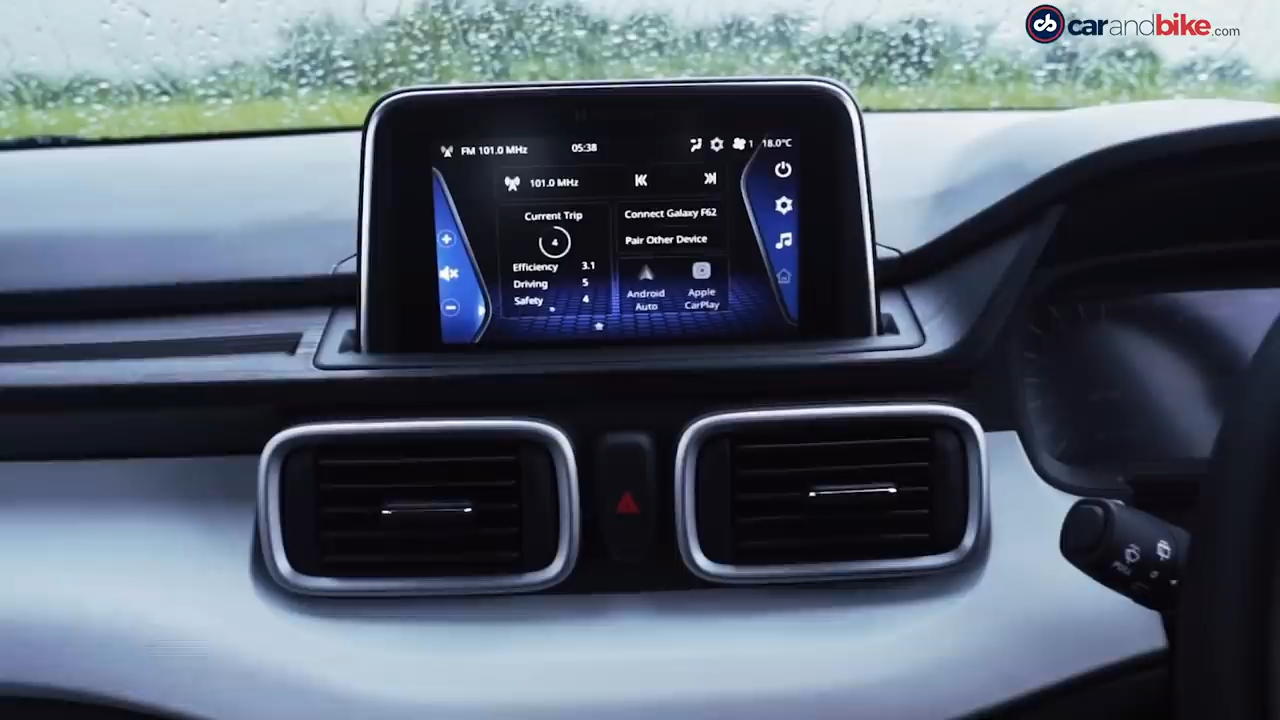 carandbike.com
FM 101.0 MHz 05:38 1 18.0°C
101.0 MHz
Current Trip
4
Efficiency 3.1
Driving 5
Safety 4
Connect Galaxy F62
Pair Other Device
Android Auto
Apple CarPlay
PULL